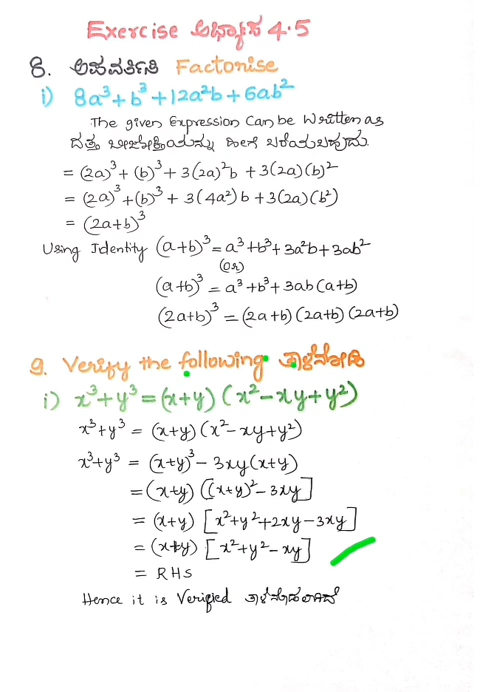 Exercise ಅಭ್ಯಾಸ 4.5
8. ಅಪವರ್ತಿಸಿ Factorise
i) 8a³+b³+12a²b+6ab²
The given Expression Can be Written as
ದತ್ತ ಬೀಜೋಕ್ತಿಯನ್ನು ಹೀಗೆ ಬರೆಯಬಹುದು
= (2a)³+(b)³+3(2a)²b+3(2a)(b)²
= (2a)³+(b)³+3(4a²)b+3(2a)(b²)
= (2a+b)³
Using Identity (a+b)³=a³+b³+3a²b+3ab²
(or)
(a+b)³=a³+b³+3ab(a+b)
(2a+b)³=(2a+b)(2a+b)(2a+b)
9. Verify the following ತಾಳೆನೋಡಿ
i) x³+y³=(x+y)(x²-xy+y²)
x³+y³ = (x+y)(x²-xy+y²)
x³+y³ = (x+y)³-3xy(x+y)
= (x+y)[(x+y)²-3xy]
= (x+y)[x²+y²+2xy-3xy]
= (x+y)[x²+y²-xy]
= RHS
Hence it is Verified